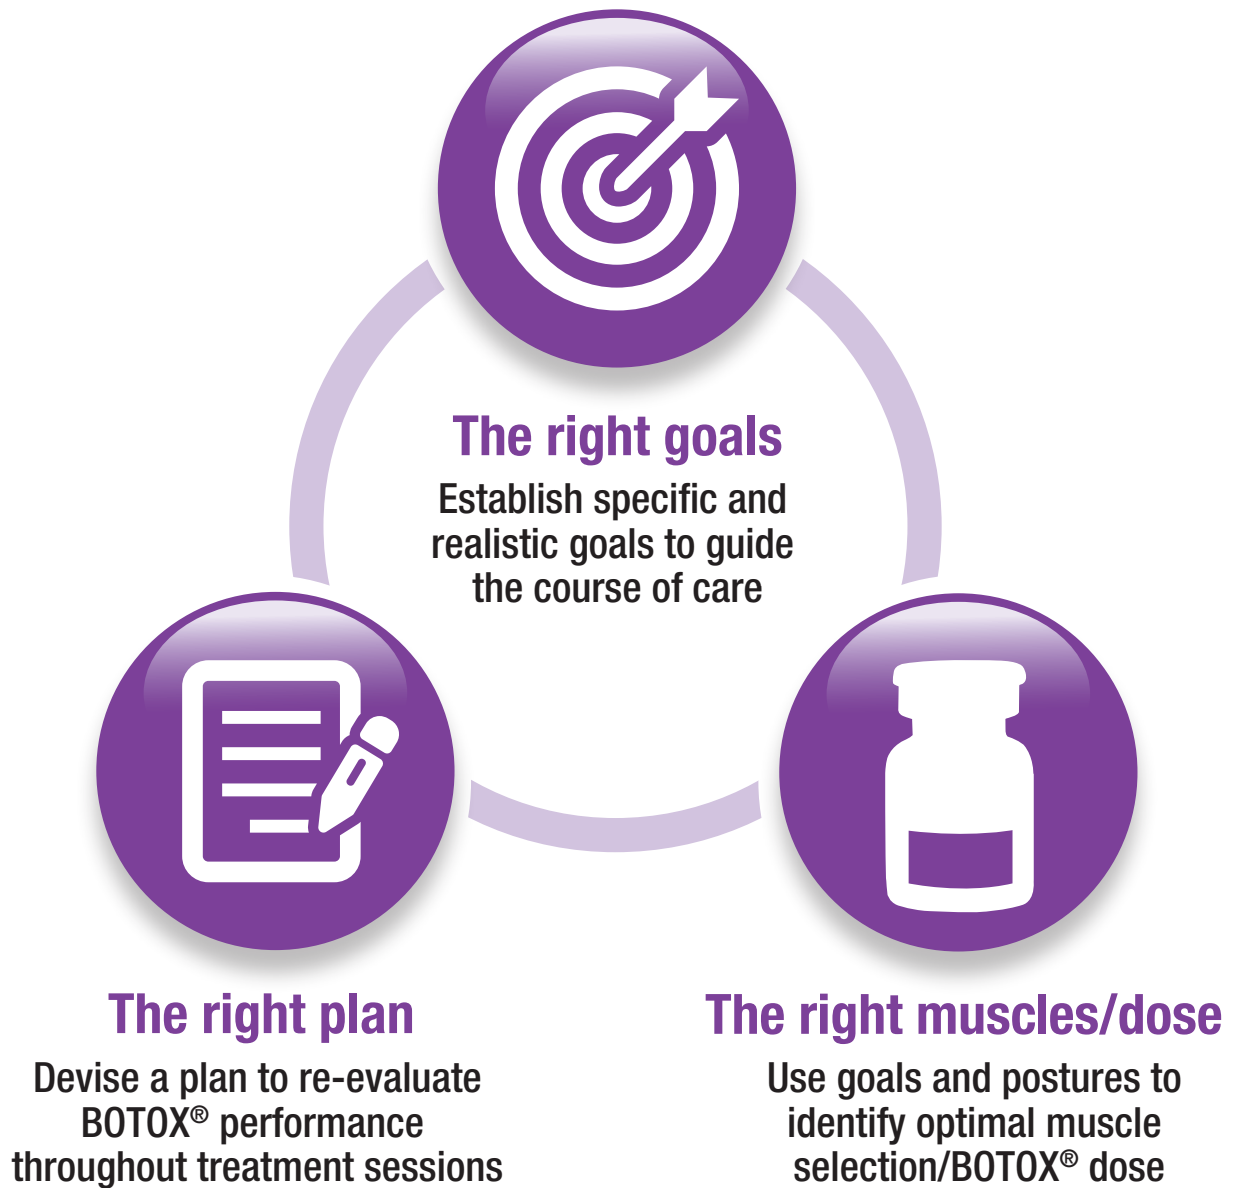 The right goals
Establish specific and
realistic goals to guide
the course of care
The right plan
Devise a plan to re-evaluate
BOTOX® performance
throughout treatment sessions
The right muscles/dose
Use goals and postures to
identify optimal muscle
selection/BOTOX® dose